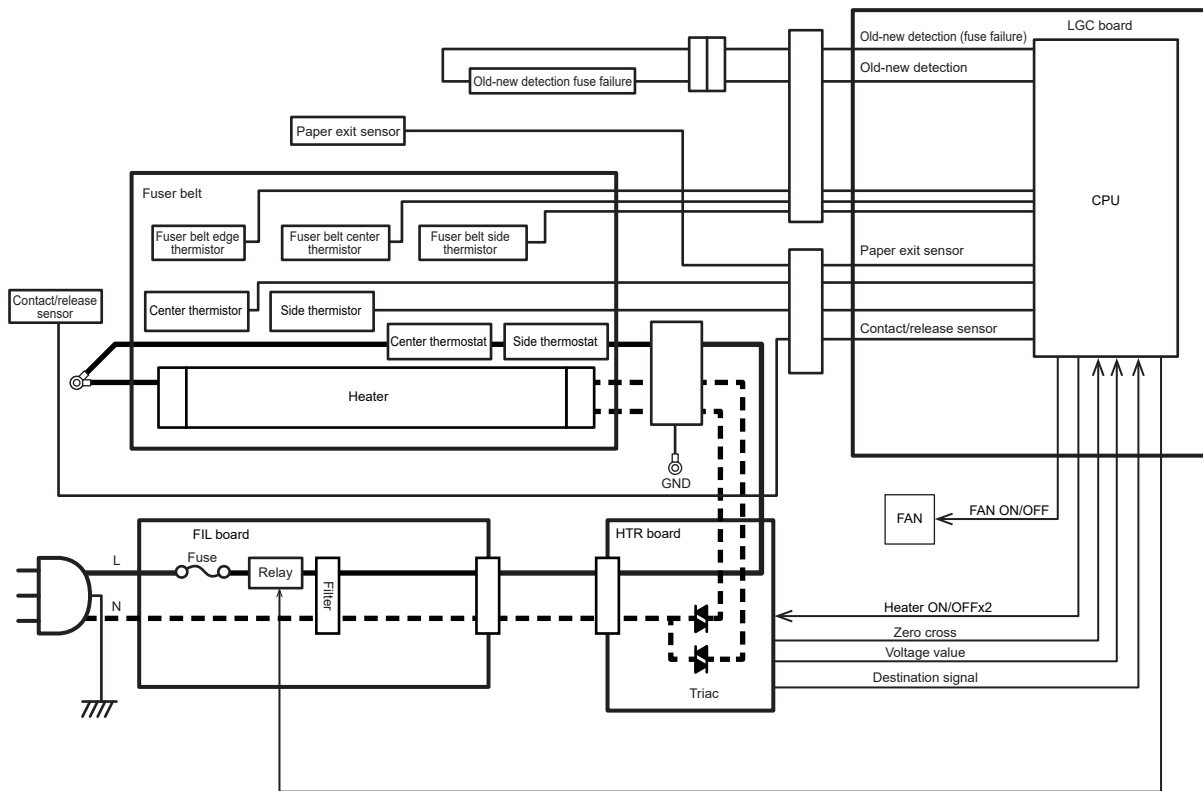 LGC board
Old-new detection (fuse failure)
Old-new detection
Old-new detection fuse failure
Paper exit sensor
Fuser belt
CPU
Fuser belt edge
thermistor
Fuser belt center
thermistor
Fuser belt side
thermistor
Paper exit sensor
Contact/release
sensor
Center thermistor
Side thermistor
Contact/release sensor
Center thermostat
Side thermostat
Heater
GND
FAN
FAN ON/OFF
FIL board
HTR board
L
Fuse
Relay
Filter
N
Heater ON/OFFx2
Zero cross
Voltage value
Destination signal
Triac